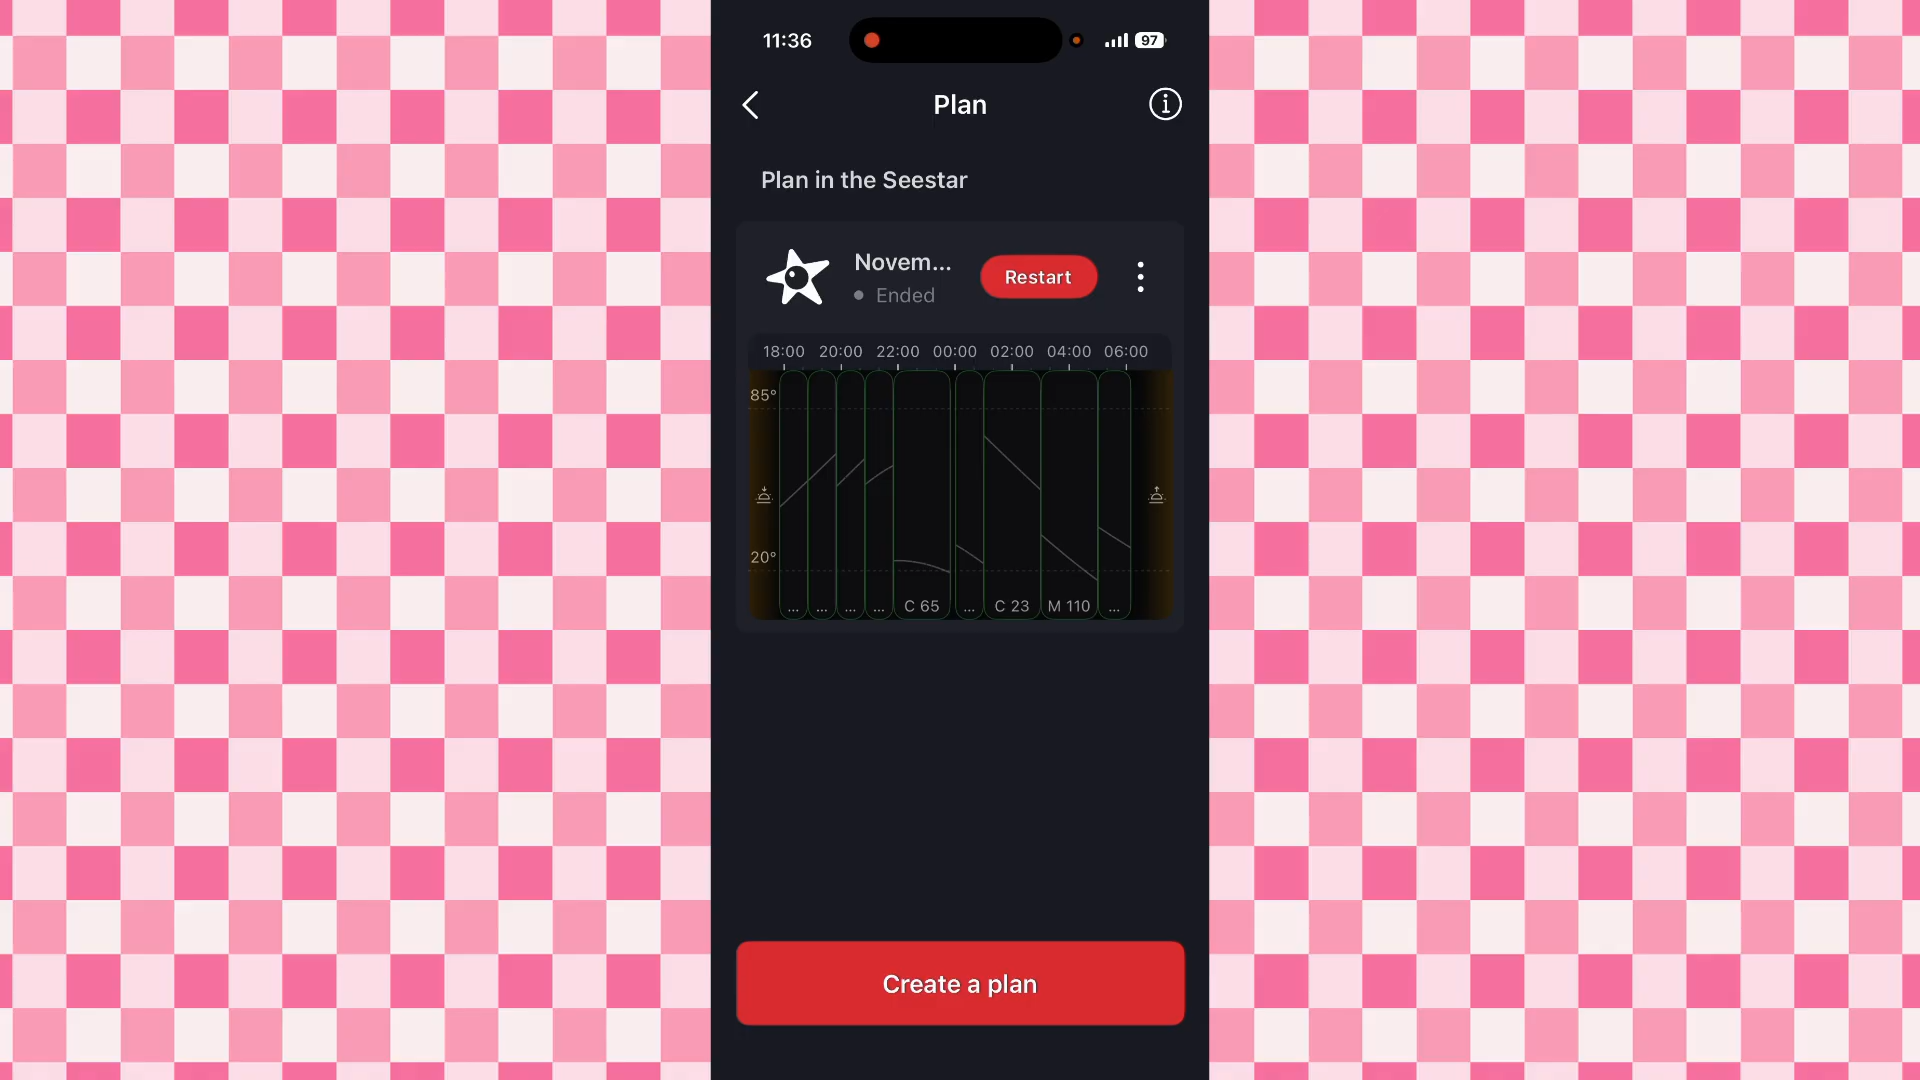 11:36
97
Plan
Plan in the Seestar
Novem...
Ended
Restart
18:00 20:00 22:00 00:00 02:00 04:00 06:00
85°
20°
... ... ... ... C 65 ... C 23 M 110 ...
Create a plan